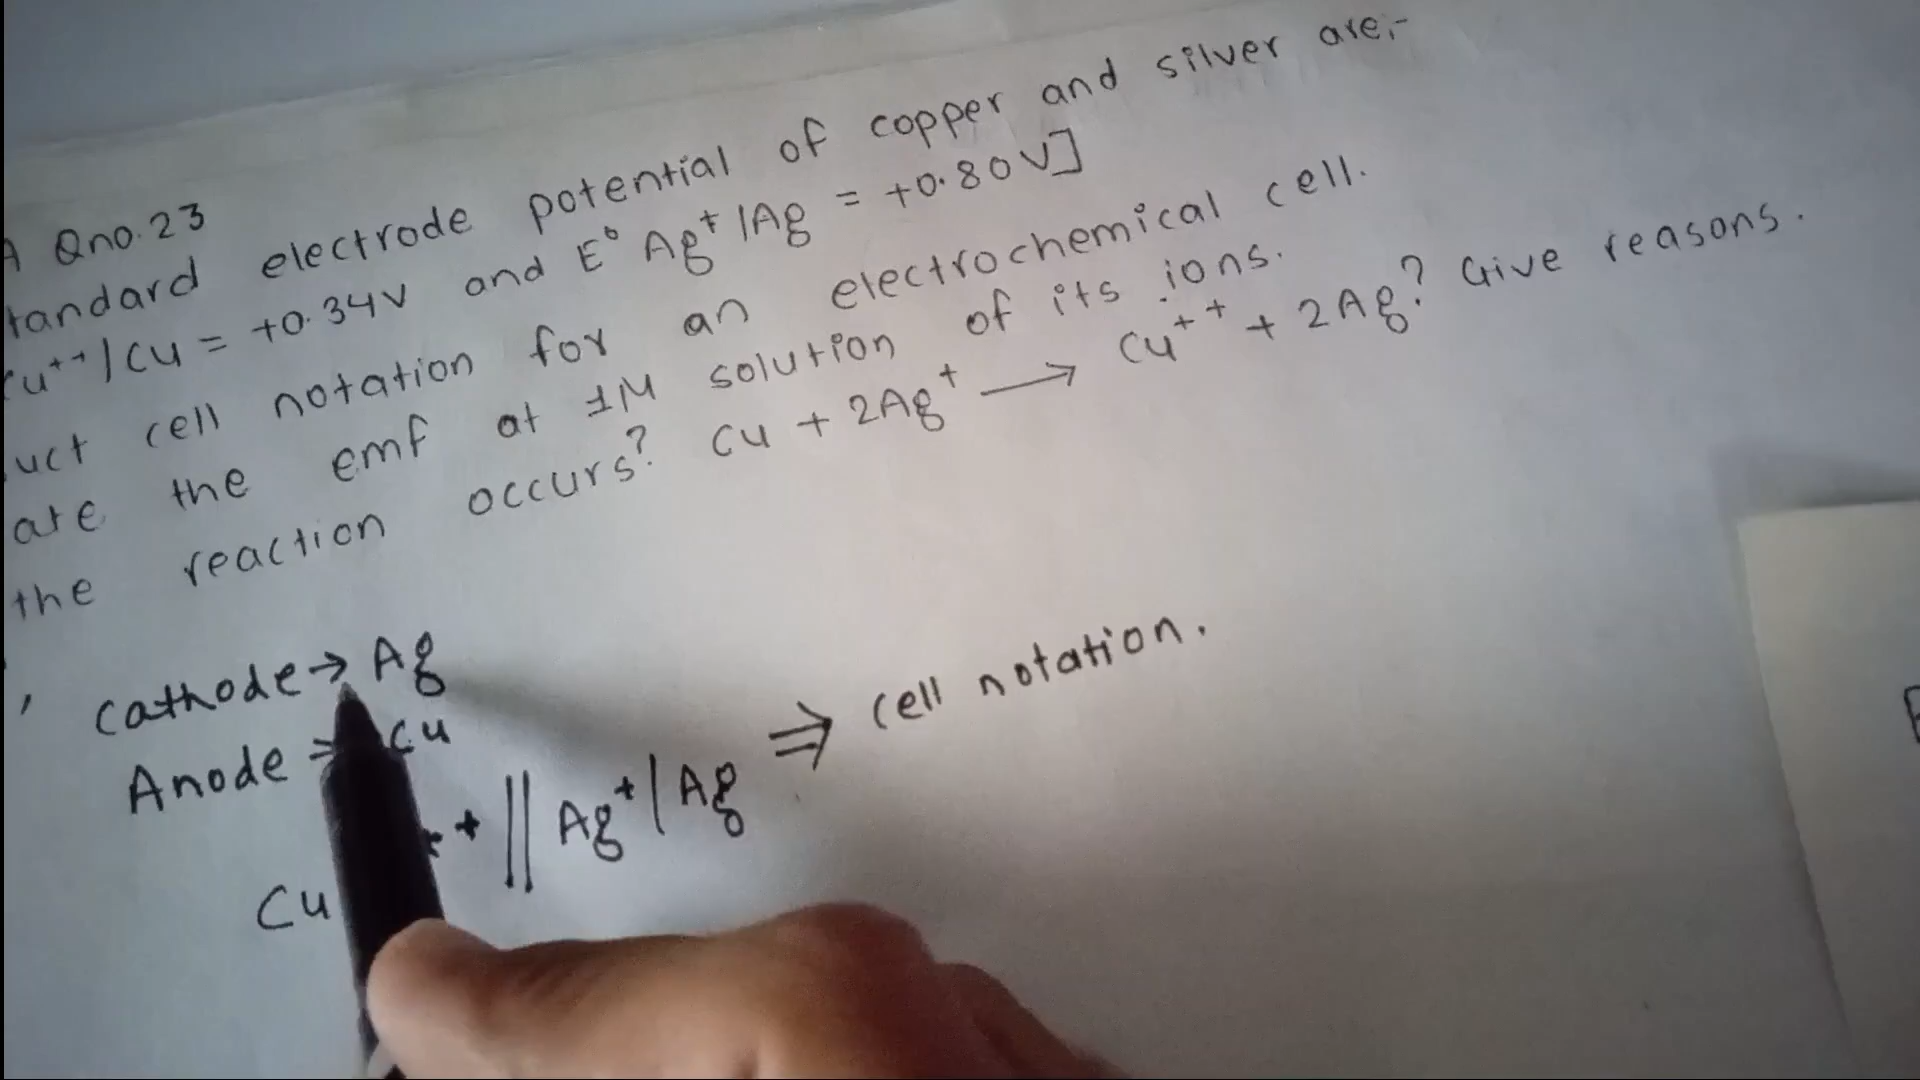 Qno.23
tandard electrode potential of copper and silver are,-
u++/Cu = +0.34V and E° Ag+/Ag = +0.80V]
uct cell notation for an electrochemical cell.
ate the emf at 1M solution of its ions.
the reaction occurs? Cu + 2Ag+ → Cu++ + 2Ag? Give reasons.
Cathode → Ag
Anode → Cu
Cu ++ || Ag+ | Ag ⇒ cell notation.